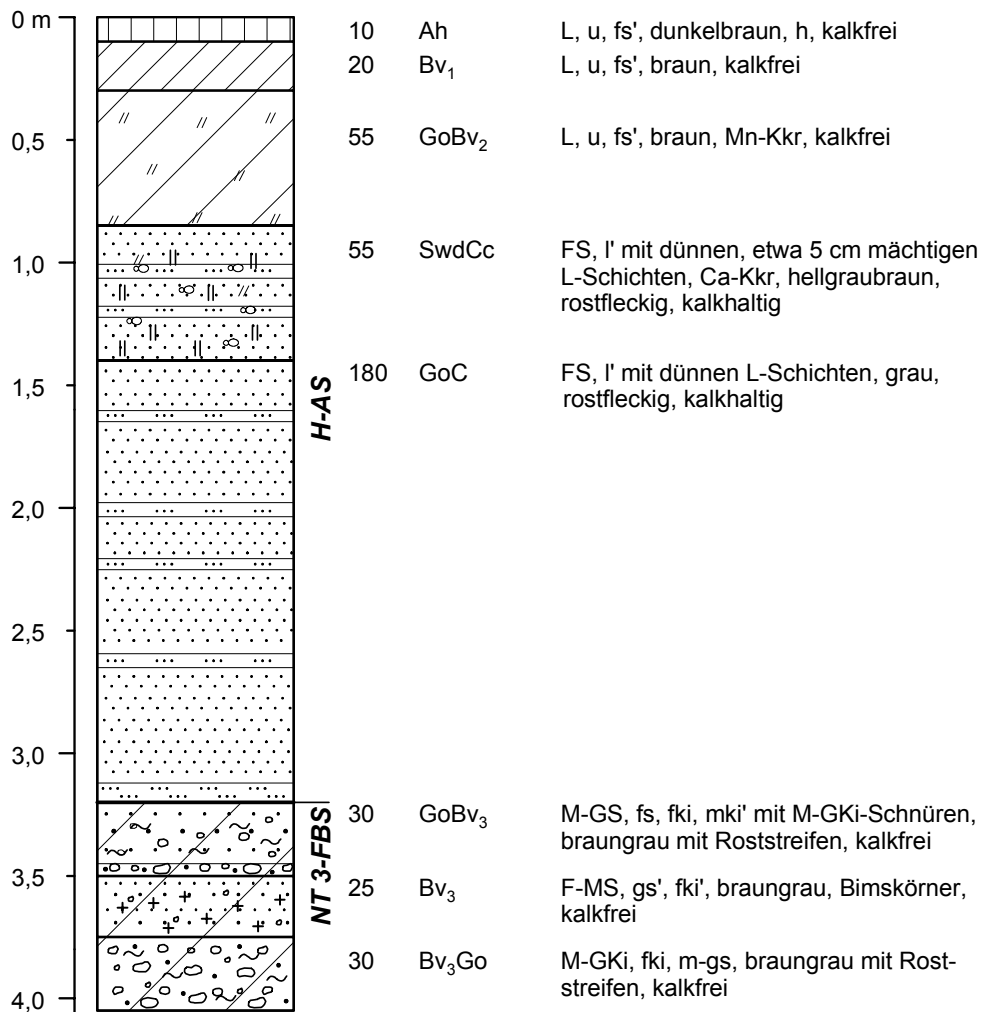 0 m
10 Ah L, u, fs', dunkelbraun, h, kalkfrei
20 Bv₁ L, u, fs', braun, kalkfrei
0,5
55 GoBv₂ L, u, fs', braun, Mn-Kkr, kalkfrei
55 SwdCc FS, l' mit dünnen, etwa 5 cm mächtigen
1,0
L-Schichten, Ca-Kkr, hellgraubraun,
rostfleckig, kalkhaltig
1,5
H-AS
180 GoC FS, l' mit dünnen L-Schichten, grau,
rostfleckig, kalkhaltig
2,0
2,5
3,0
NT 3-FBS
30 GoBv₃ M-GS, fs, fki, mki' mit M-GKi-Schnüren,
braungrau mit Roststreifen, kalkfrei
3,5
25 Bv₃ F-MS, gs', fki', braungrau, Bimskörner,
kalkfrei
30 Bv₃Go M-GKi, fki, m-gs, braungrau mit Rost-
streifen, kalkfrei
4,0